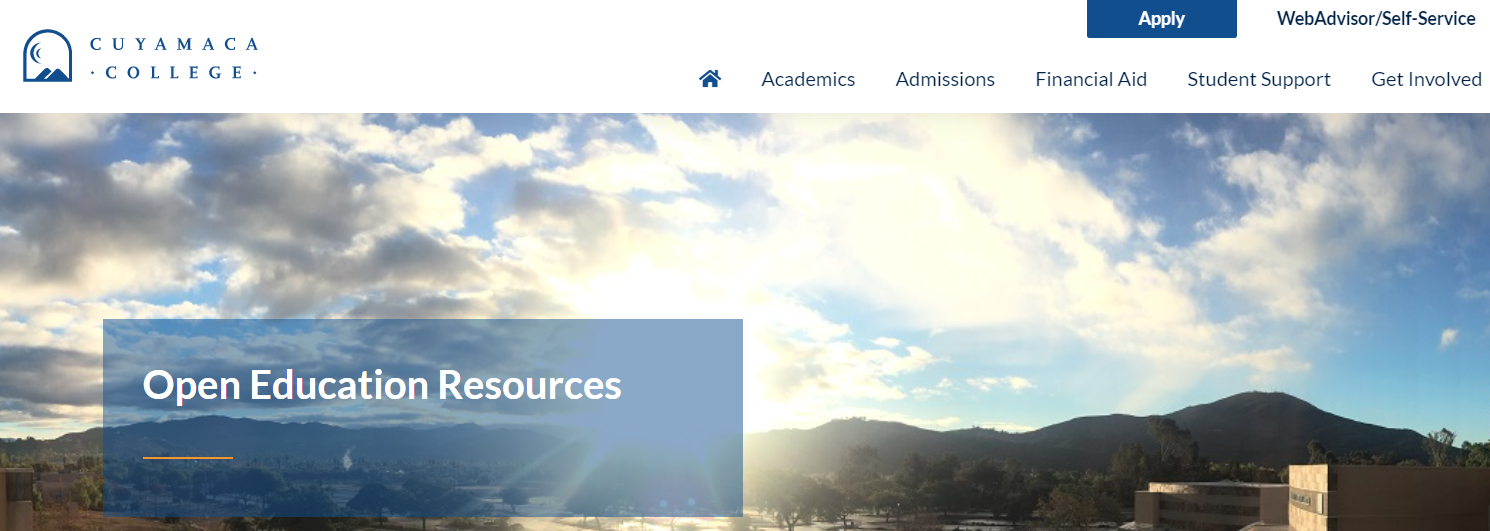 Apply
WebAdvisor/Self-Service
CUYAMACA
· COLLEGE ·
Academics
Admissions
Financial Aid
Student Support
Get Involved
Open Education Resources